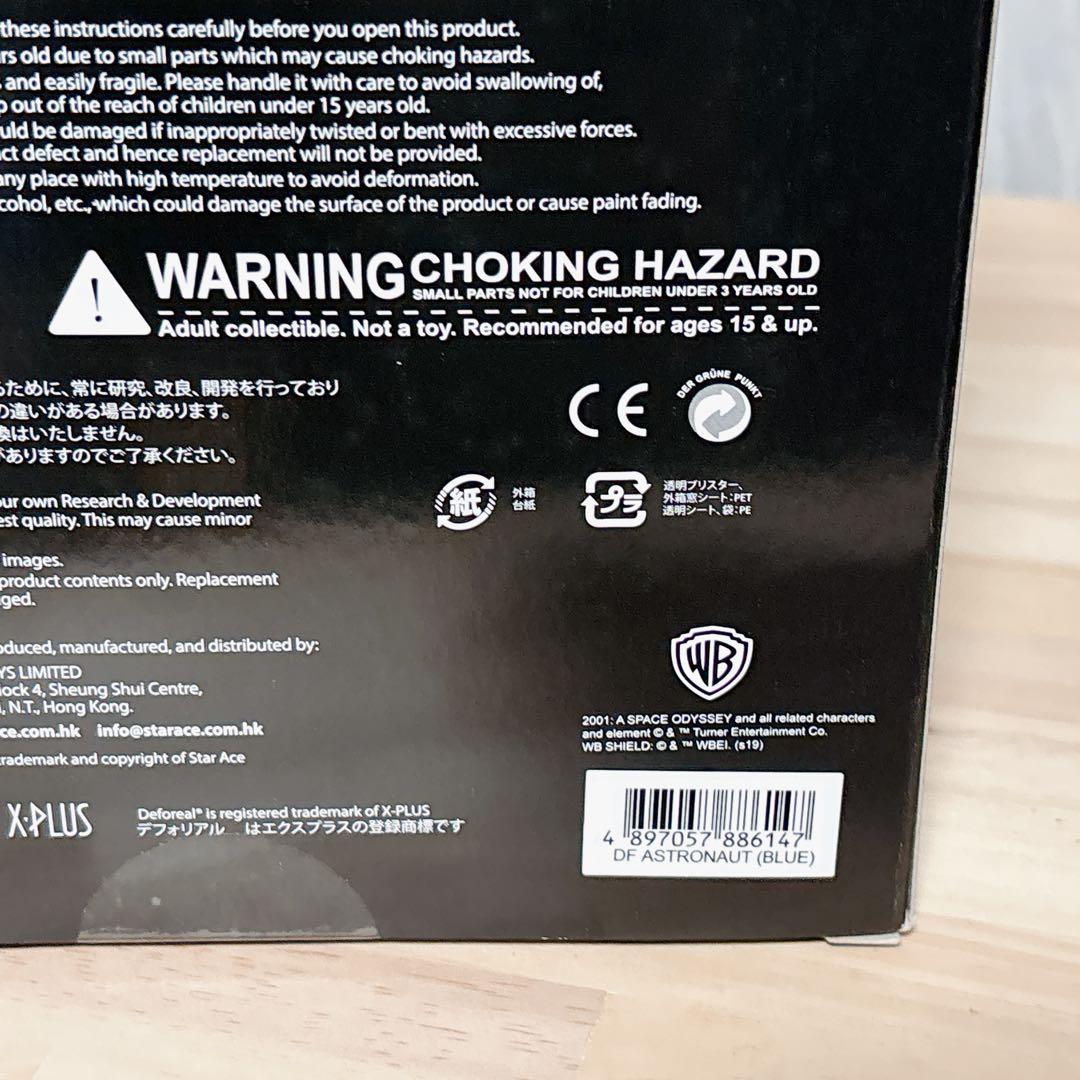 these instructions carefully before you open this product.
rs old due to small parts which may cause choking hazards.
and easily fragile. Please handle it with care to avoid swallowing of,
p out of the reach of children under 15 years old.
uld be damaged if inappropriately twisted or bent with excessive forces.
ct defect and hence replacement will not be provided.
any place with high temperature to avoid deformation.
cohol, etc., which could damage the surface of the product or cause paint fading.
WARNING CHOKING HAZARD
SMALL PARTS NOT FOR CHILDREN UNDER 3 YEARS OLD
Adult collectible. Not a toy. Recommended for ages 15 & up.
るために、常に研究、改良、開発を行っており
の違いがある場合があります。
換はいたしません。
がありますのでご了承ください。
CE
DER GRÜNE PUNKT
紙
外箱
台紙
プラ
透明ブリスター、
外箱窓シート:PET
透明シート、袋:PE
our own Research & Development
est quality. This may cause minor
images.
product contents only. Replacement
ged.
oduced, manufactured, and distributed by:
YS LIMITED
lock 4, Sheung Shui Centre,
, N.T., Hong Kong.
ce.com.hk info@starace.com.hk
trademark and copyright of Star Ace
WB
2001: A SPACE ODYSSEY and all related characters
and element © & ™ Turner Entertainment Co.
WB SHIELD: © & ™ WBEI. (s19)
X-PLUS
Deforeal® is registered trademark of X-PLUS
デフォリアル はエクスプラスの登録商標です
4 897057 886147
DF ASTRONAUT (BLUE)